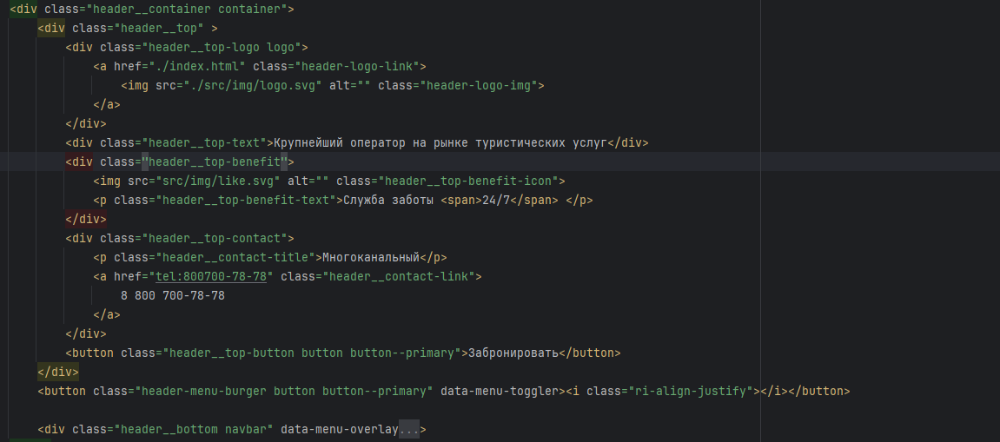 <div class="header__container container">
<div class="header__top" >
<div class="header__top-logo logo">
<a href="./index.html" class="header-logo-link">
<img src="./src/img/logo.svg" alt="" class="header-logo-img">
</a>
</div>
<div class="header__top-text">Крупнейший оператор на рынке туристических услуг</div>
<div class="header__top-benefit">
<img src="src/img/like.svg" alt="" class="header__top-benefit-icon">
<p class="header__top-benefit-text">Служба заботы <span>24/7</span> </p>
</div>
<div class="header__top-contact">
<p class="header__contact-title">Многоканальный</p>
<a href="tel:800700-78-78" class="header__contact-link">
8 800 700-78-78
</a>
</div>
<button class="header__top-button button button--primary">Забронировать</button>
</div>
<button class="header-menu-burger button button--primary" data-menu-toggler><i class="ri-align-justify"></i></button>
<div class="header__bottom navbar" data-menu-overlay...>